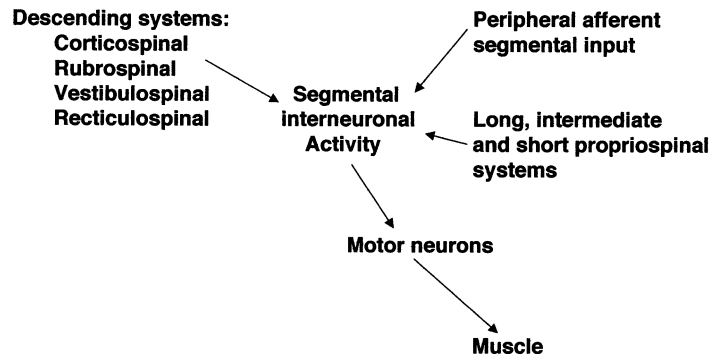 Descending systems:
Corticospinal
Rubrospinal
Vestibulospinal
Recticulospinal
Peripheral afferent
segmental input
Segmental
interneuronal
Activity
Long, intermediate
and short propriospinal
systems
Motor neurons
Muscle